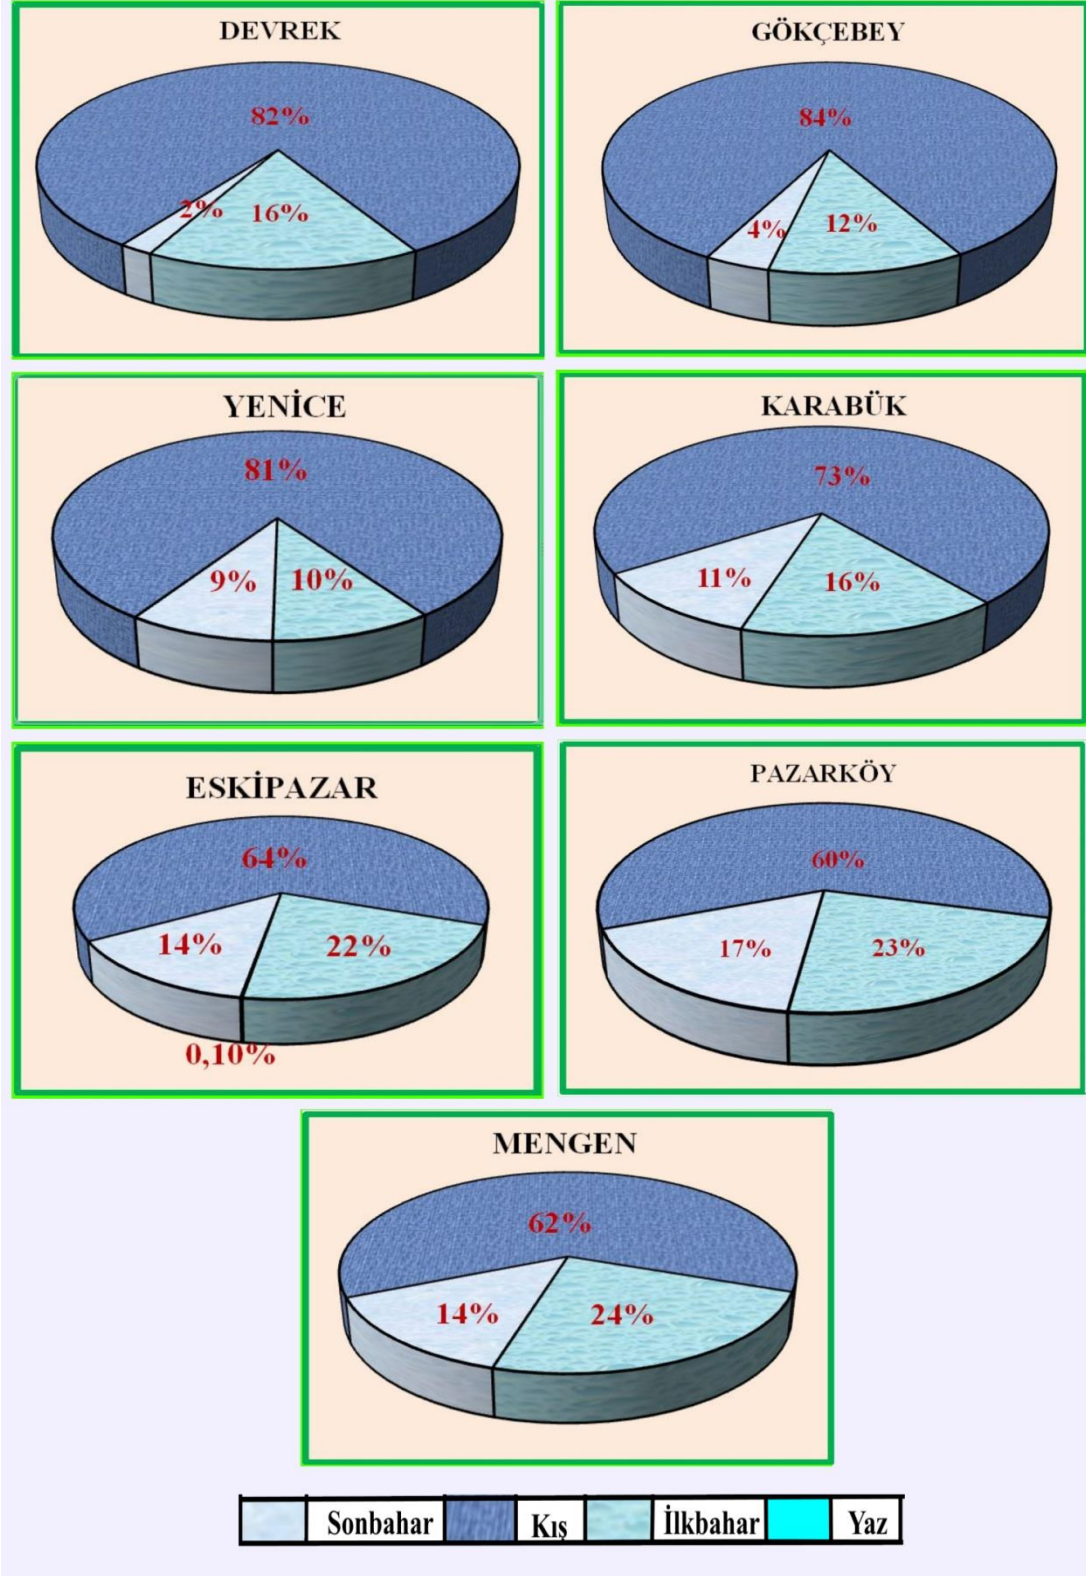 DEVREK
82%
2%
16%
GÖKÇEBEY
84%
4%
12%
YENİCE
81%
9%
10%
KARABÜK
73%
11%
16%
ESKİPAZAR
64%
14%
22%
0,10%
PAZARKÖY
60%
17%
23%
MENGEN
62%
14%
24%
Sonbahar Kış İlkbahar Yaz